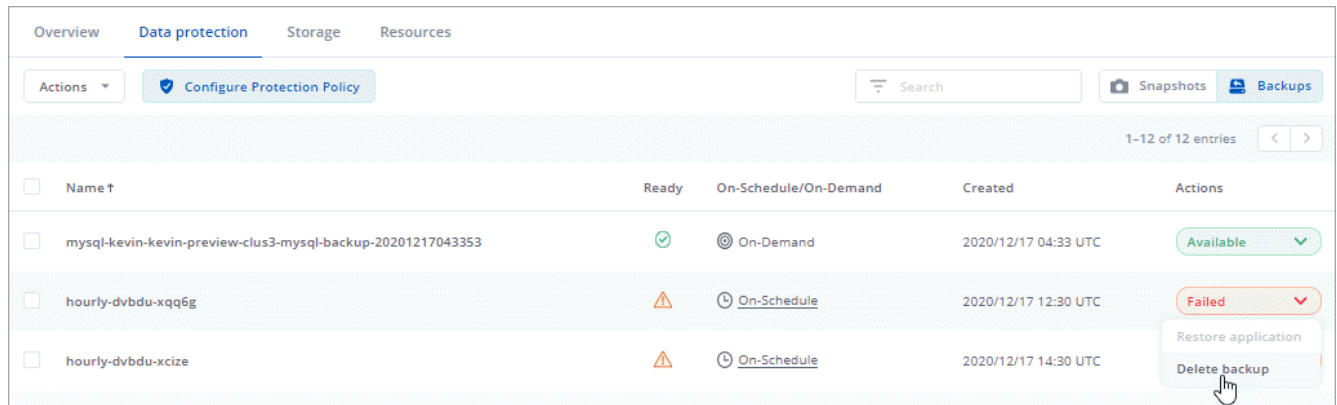 Overview Data protection Storage Resources
Actions Configure Protection Policy Search Snapshots Backups
1–12 of 12 entries
Name↑ Ready On-Schedule/On-Demand Created Actions
mysql-kevin-kevin-preview-clus3-mysql-backup-20201217043353 On-Demand 2020/12/17 04:33 UTC Available
hourly-dvbdu-xqq6g On-Schedule 2020/12/17 12:30 UTC Failed
Restore application
hourly-dvbdu-xcize On-Schedule 2020/12/17 14:30 UTC
Delete backup